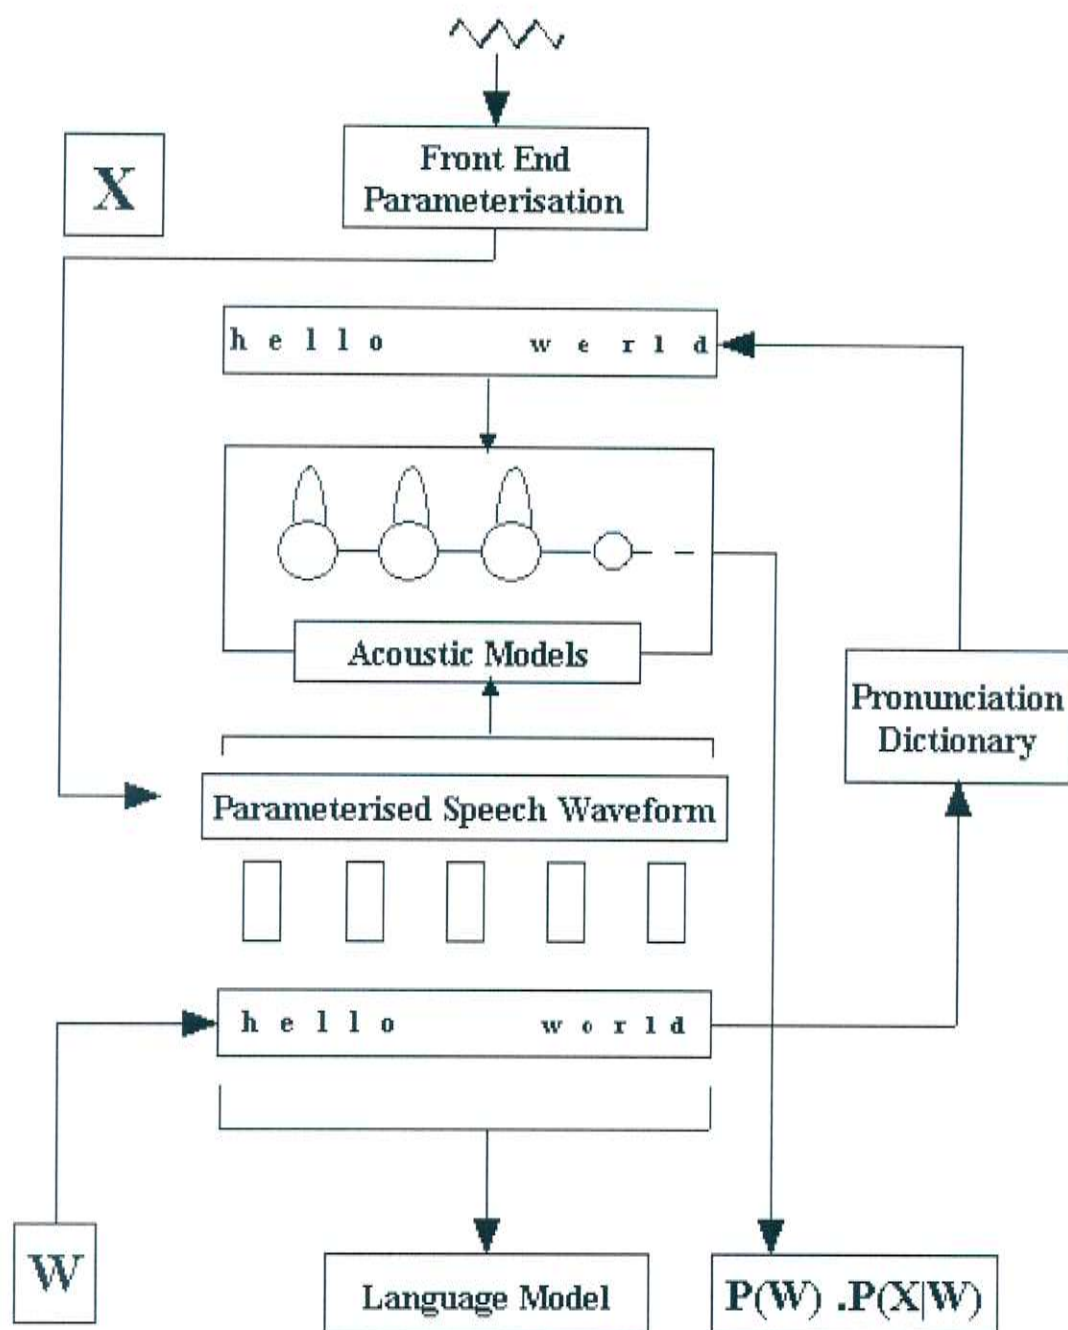 X
Front End
Parameterisation
h e l l o w e r l d
Acoustic Models
Pronunciation
Dictionary
Parameterised Speech Waveform
h e l l o w o r l d
W
Language Model
P(W) .P(X|W)